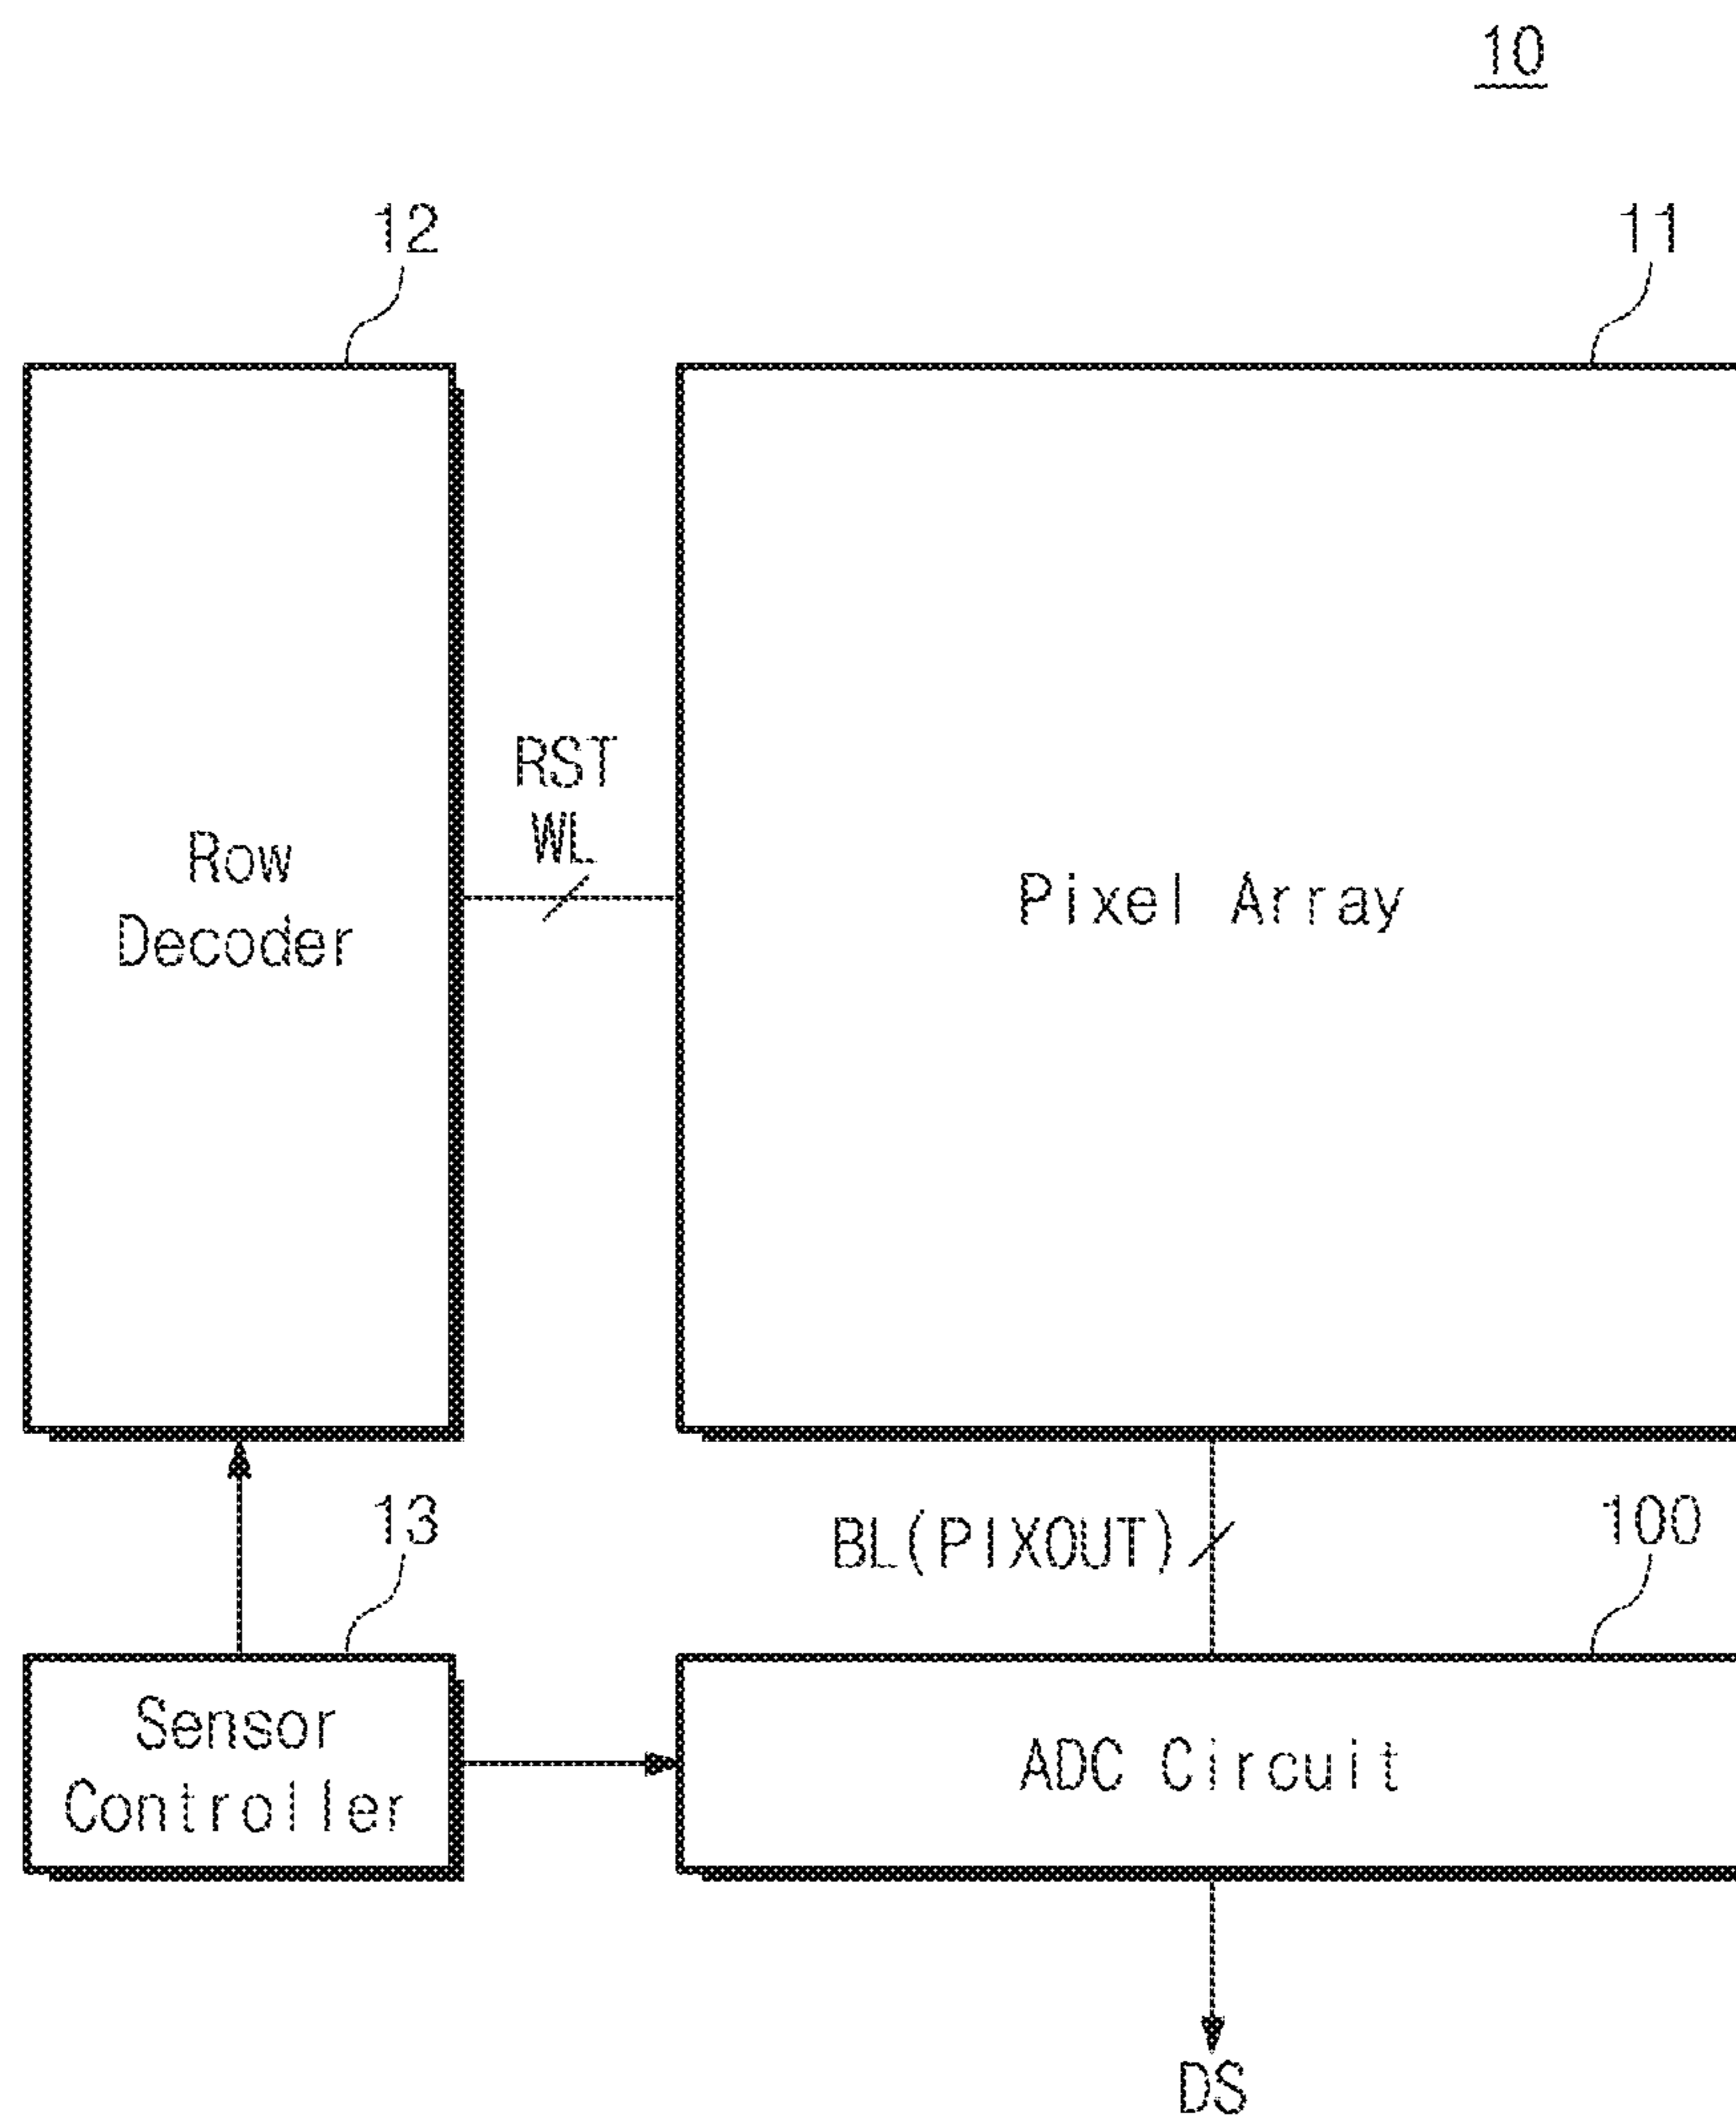 10
12
11
RST
WL
Row
Decoder
Pixel Array
13
BL(PIXOUT)
100
Sensor
Controller
ADC Circuit
DS